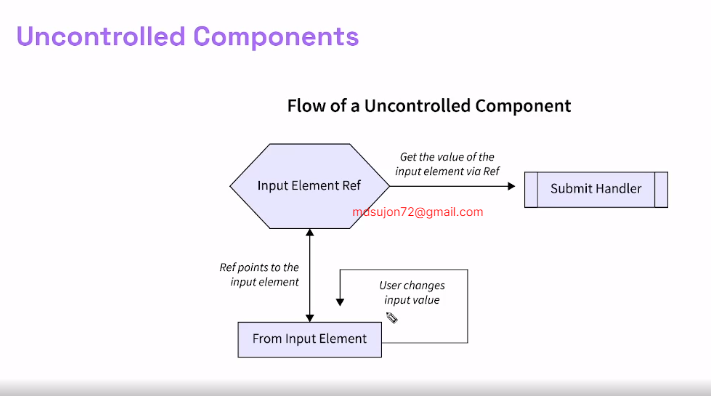 Uncontrolled Components
Flow of a Uncontrolled Component
Get the value of the
input element via Ref
Input Element Ref
Submit Handler
mdsujon72@gmail.com
Ref points to the
input element
User changes
input value
From Input Element